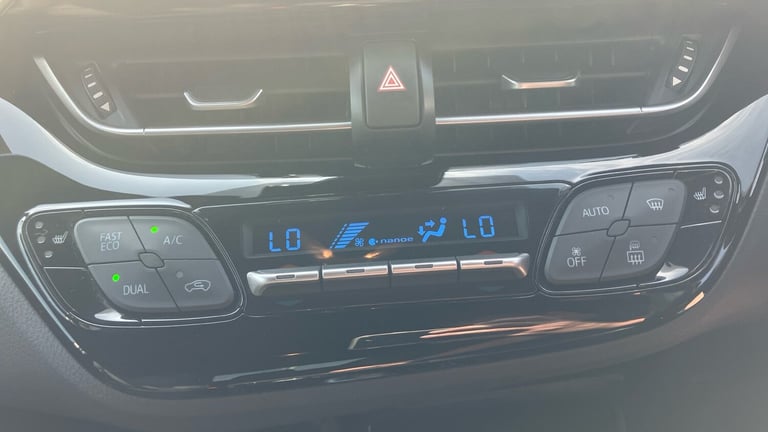 FAST
ECO
A/C
DUAL
LO
nanoe
LO
AUTO
OFF